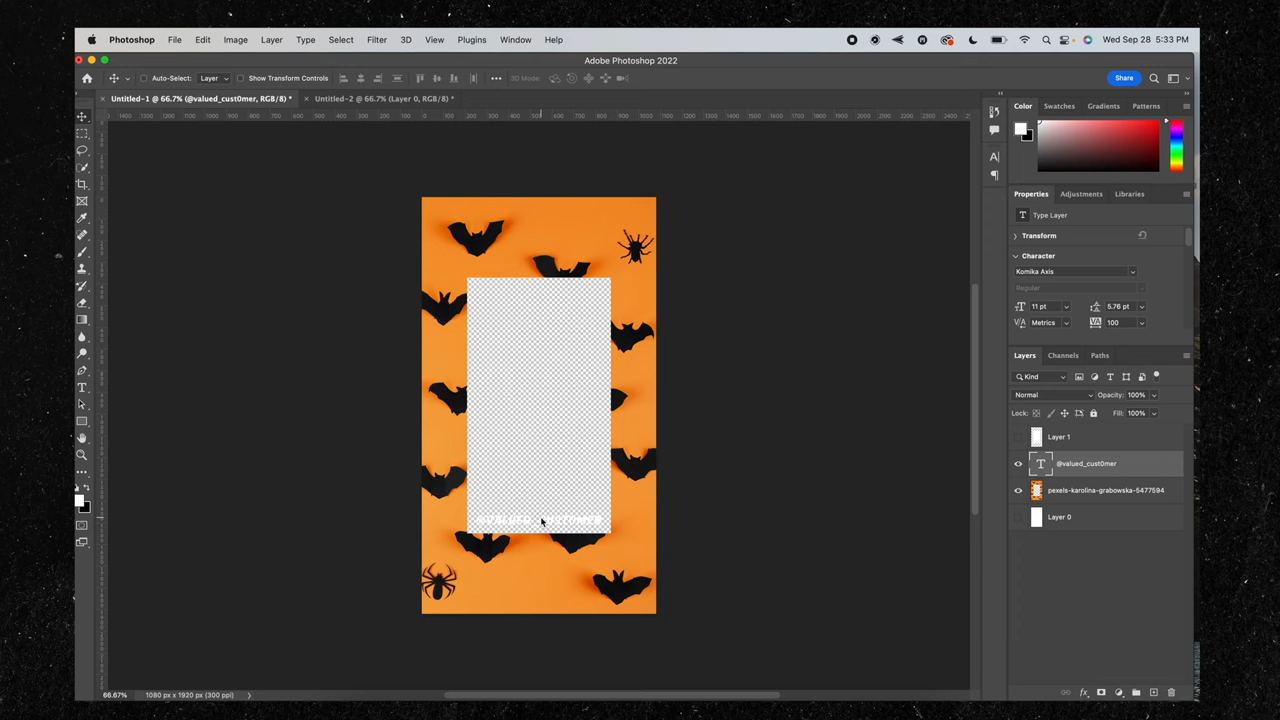 Photoshop File Edit Image Layer Type Select Filter 3D View Plugins Window Help Wed Sep 28 5:33 PM
Adobe Photoshop 2022
Auto-Select: Layer Show Transform Controls 3D Mode: Share
Untitled-1 @ 66.7% (@valued_cust0mer, RGB/8) * Untitled-2 @ 66.7% (Layer 0, RGB/8) *
Color Swatches Gradients Patterns
Properties Adjustments Libraries
Type Layer
Transform
Character
Komika Axis
Regular
11 pt 5.76 pt
Metrics 100
Layers Channels Paths
Kind
Normal Opacity: 100%
Lock: Fill: 100%
Layer 1
@valued_cust0mer
pexels-karolina-grabowska-5477594
Layer 0
@VALUED_CUST0MER
66.67% 1080 px x 1920 px (300 ppi)